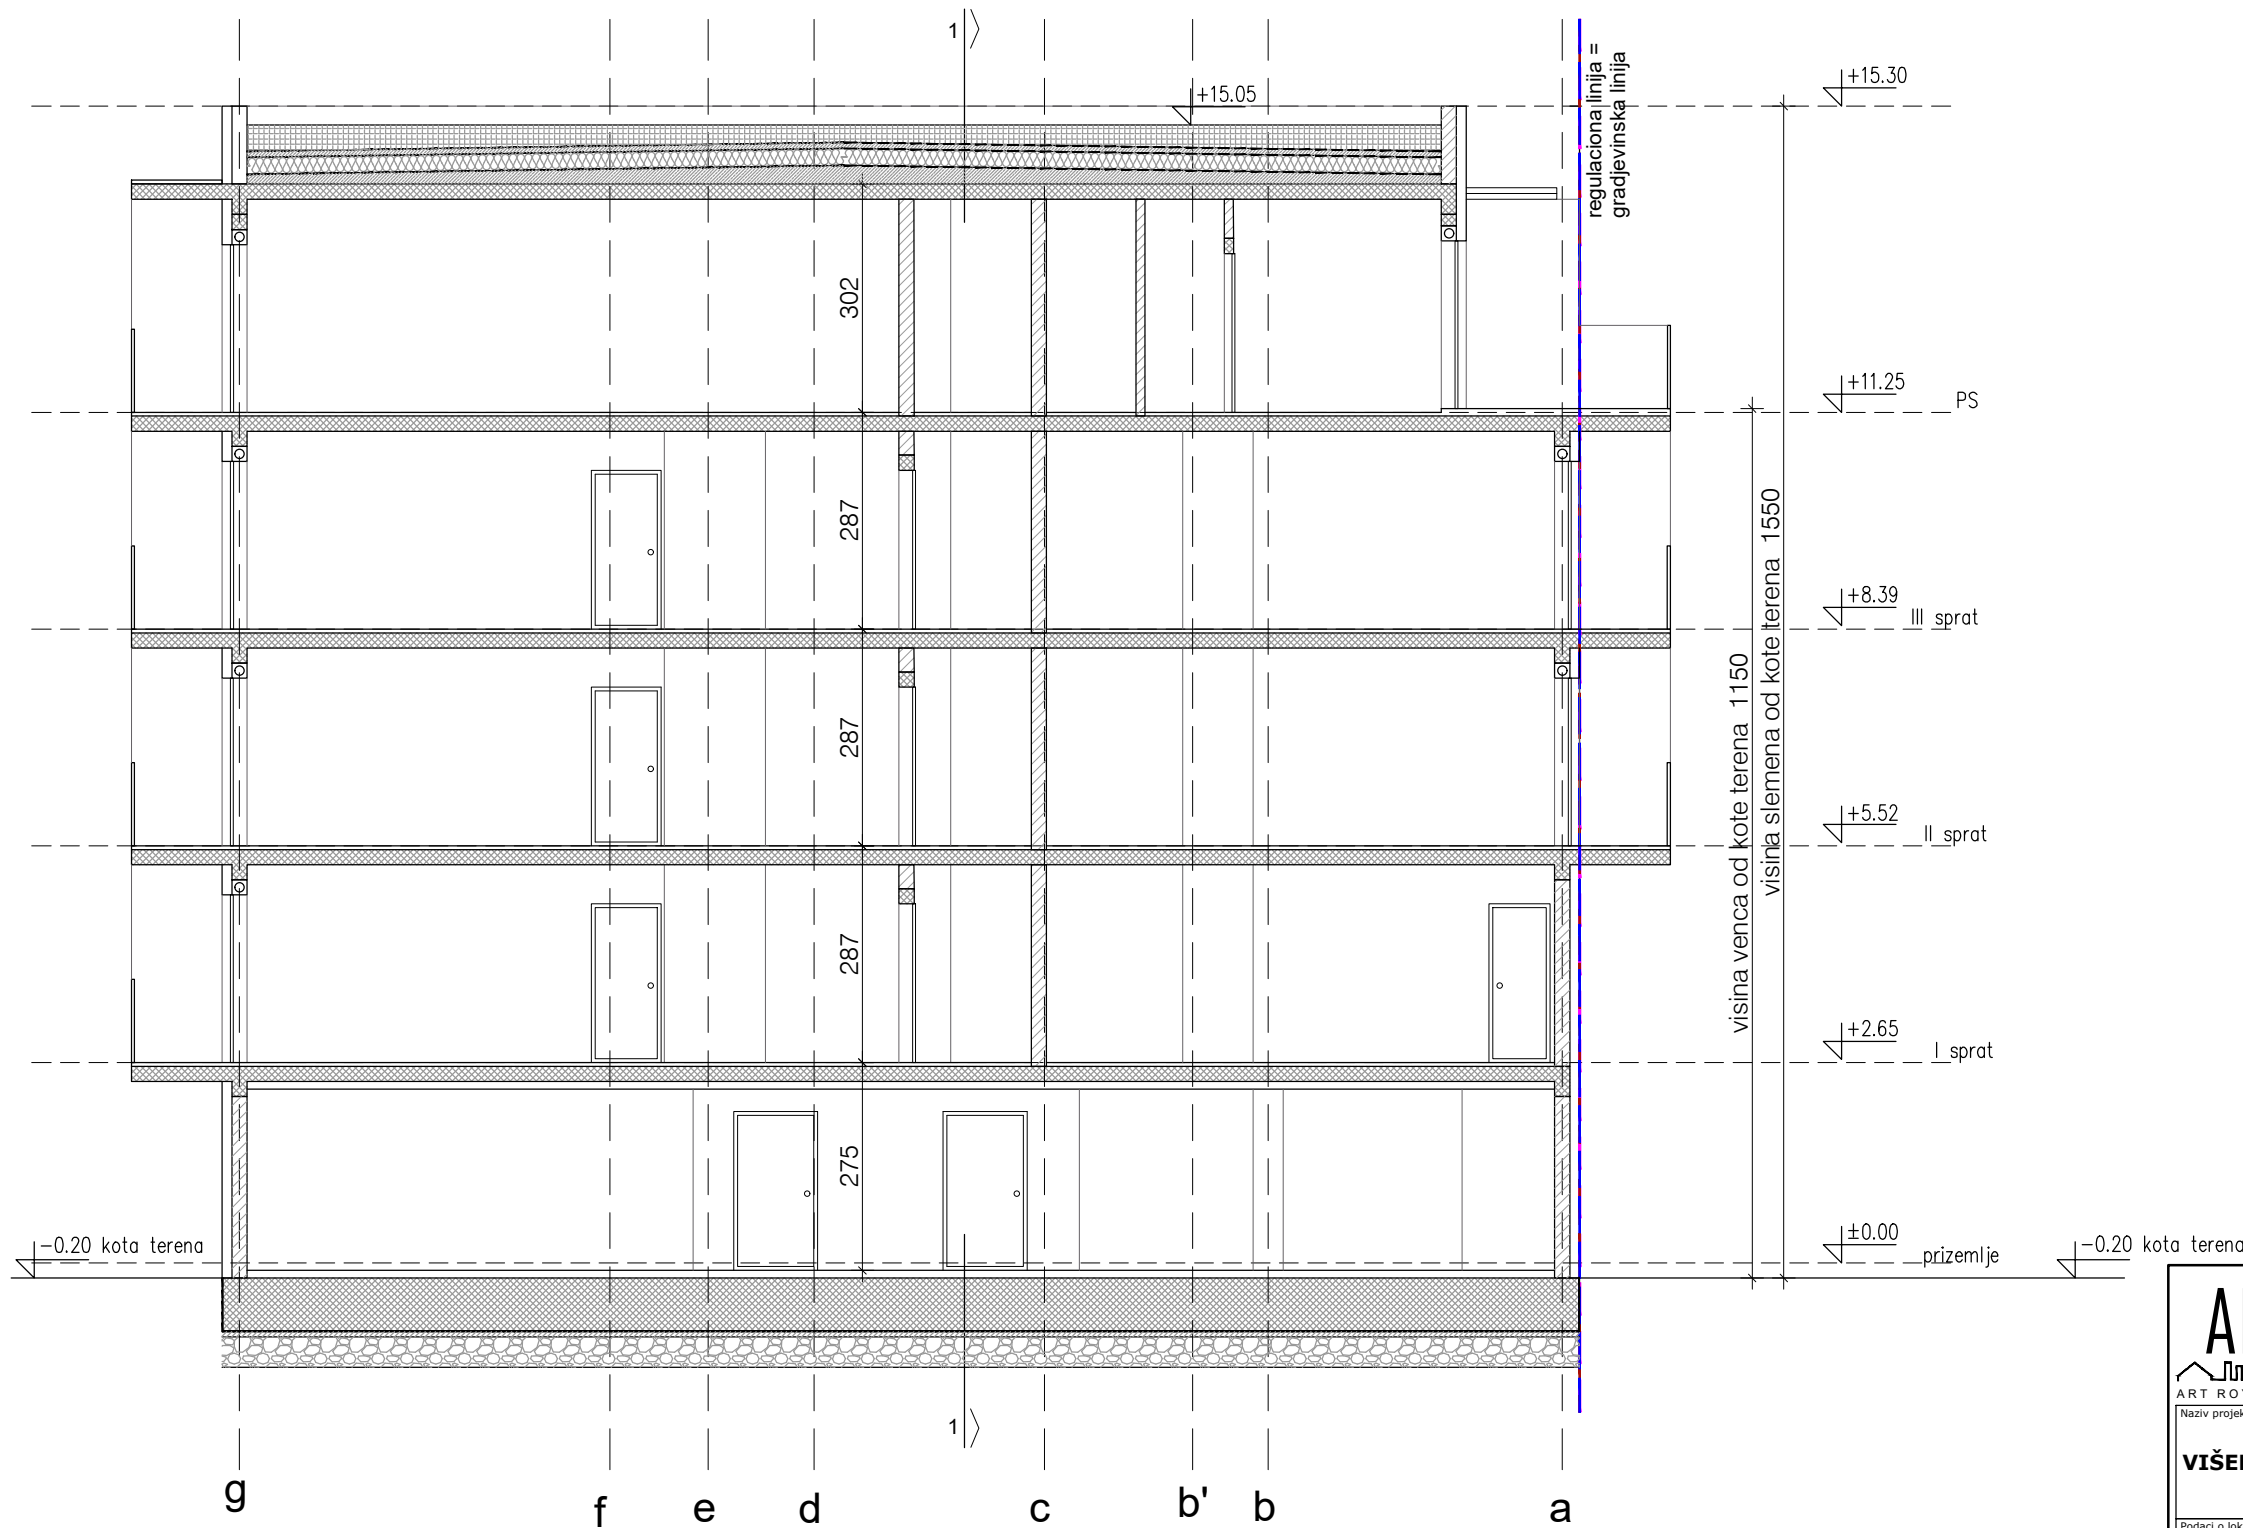 1
regulaciona linija =
gradjevinska linija
+15.30
+15.05
302
+11.25
PS
287
+8.39
III sprat
visina venca od kote terena 1150
visina slemena od kote terena 1550
287
+5.52
II sprat
287
+2.65
I sprat
275
-0.20 kota terena
±0.00
prizemlje
-0.20 kota terena
1
g
f
e
d
c
b'
b
a
ART
Naziv